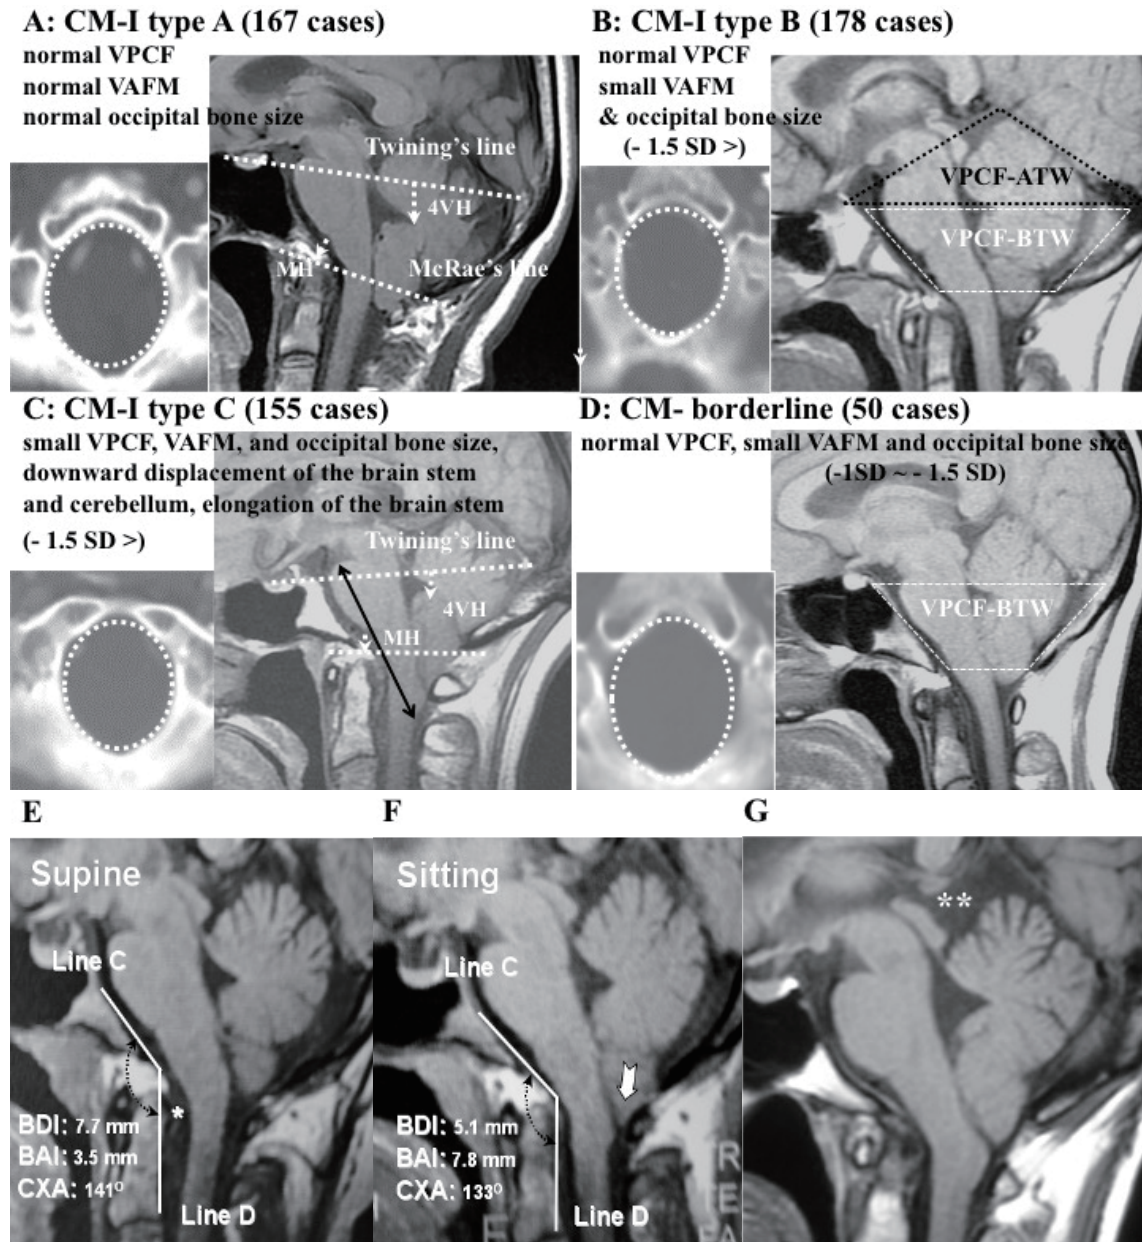 A: CM-I type A (167 cases)
normal VPCF
normal VAFM
normal occipital bone size
Twining's line
4VH
MH
McRae's line
B: CM-I type B (178 cases)
normal VPCF
small VAFM
& occipital bone size
(- 1.5 SD >)
VPCF-ATW
VPCF-BTW
C: CM-I type C (155 cases)
small VPCF, VAFM, and occipital bone size,
downward displacement of the brain stem
and cerebellum, elongation of the brain stem
(- 1.5 SD >)
Twining's line
4VH
MH
D: CM- borderline (50 cases)
normal VPCF, small VAFM and occipital bone size
(-1SD ~ - 1.5 SD)
VPCF-BTW
E
Supine
Line C
*
BDI: 7.7 mm
BAI: 3.5 mm
CXA: 141°
Line D
F
Sitting
Line C
BDI: 5.1 mm
BAI: 7.8 mm
CXA: 133°
Line D
G
**